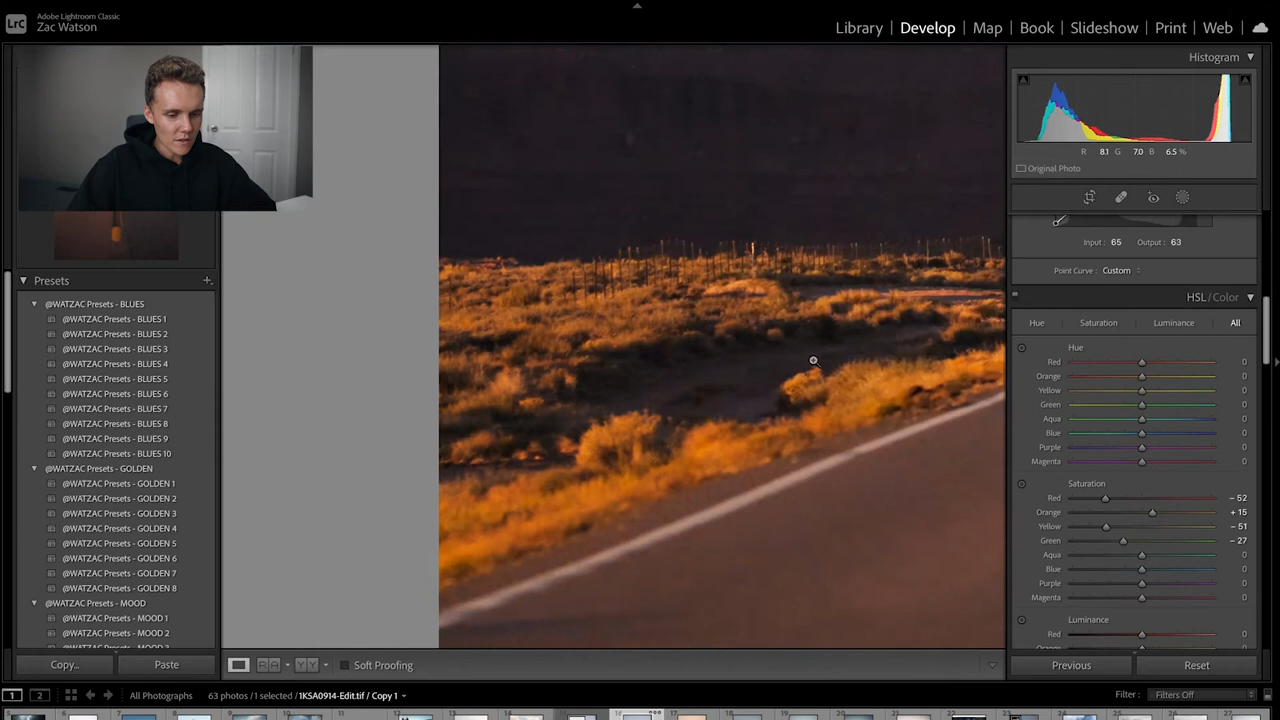 LrC
Adobe Lightroom Classic
Zac Watson
Library | Develop | Map | Book | Slideshow | Print | Web
Histogram
R 8.1 G 7.0 B 6.5 %
Original Photo
Input : 65 Output : 63
Point Curve : Custom
HSL / Color
Hue Saturation Luminance All
Hue
Red 0
Orange 0
Yellow 0
Green 0
Aqua 0
Blue 0
Purple 0
Magenta 0
Saturation
Red − 52
Orange + 15
Yellow − 51
Green − 27
Aqua 0
Blue 0
Purple 0
Magenta 0
Luminance
Red 0
Previous Reset
Presets +
@WATZAC Presets - BLUES
@WATZAC Presets - BLUES 1
@WATZAC Presets - BLUES 2
@WATZAC Presets - BLUES 3
@WATZAC Presets - BLUES 4
@WATZAC Presets - BLUES 5
@WATZAC Presets - BLUES 6
@WATZAC Presets - BLUES 7
@WATZAC Presets - BLUES 8
@WATZAC Presets - BLUES 9
@WATZAC Presets - BLUES 10
@WATZAC Presets - GOLDEN
@WATZAC Presets - GOLDEN 1
@WATZAC Presets - GOLDEN 2
@WATZAC Presets - GOLDEN 3
@WATZAC Presets - GOLDEN 4
@WATZAC Presets - GOLDEN 5
@WATZAC Presets - GOLDEN 6
@WATZAC Presets - GOLDEN 7
@WATZAC Presets - GOLDEN 8
@WATZAC Presets - MOOD
@WATZAC Presets - MOOD 1
@WATZAC Presets - MOOD 2
Copy... Paste
R A Y Y Soft Proofing
1 2 All Photographs 63 photos / 1 selected / 1KSA0914-Edit.tif / Copy 1
Filter : Filters Off